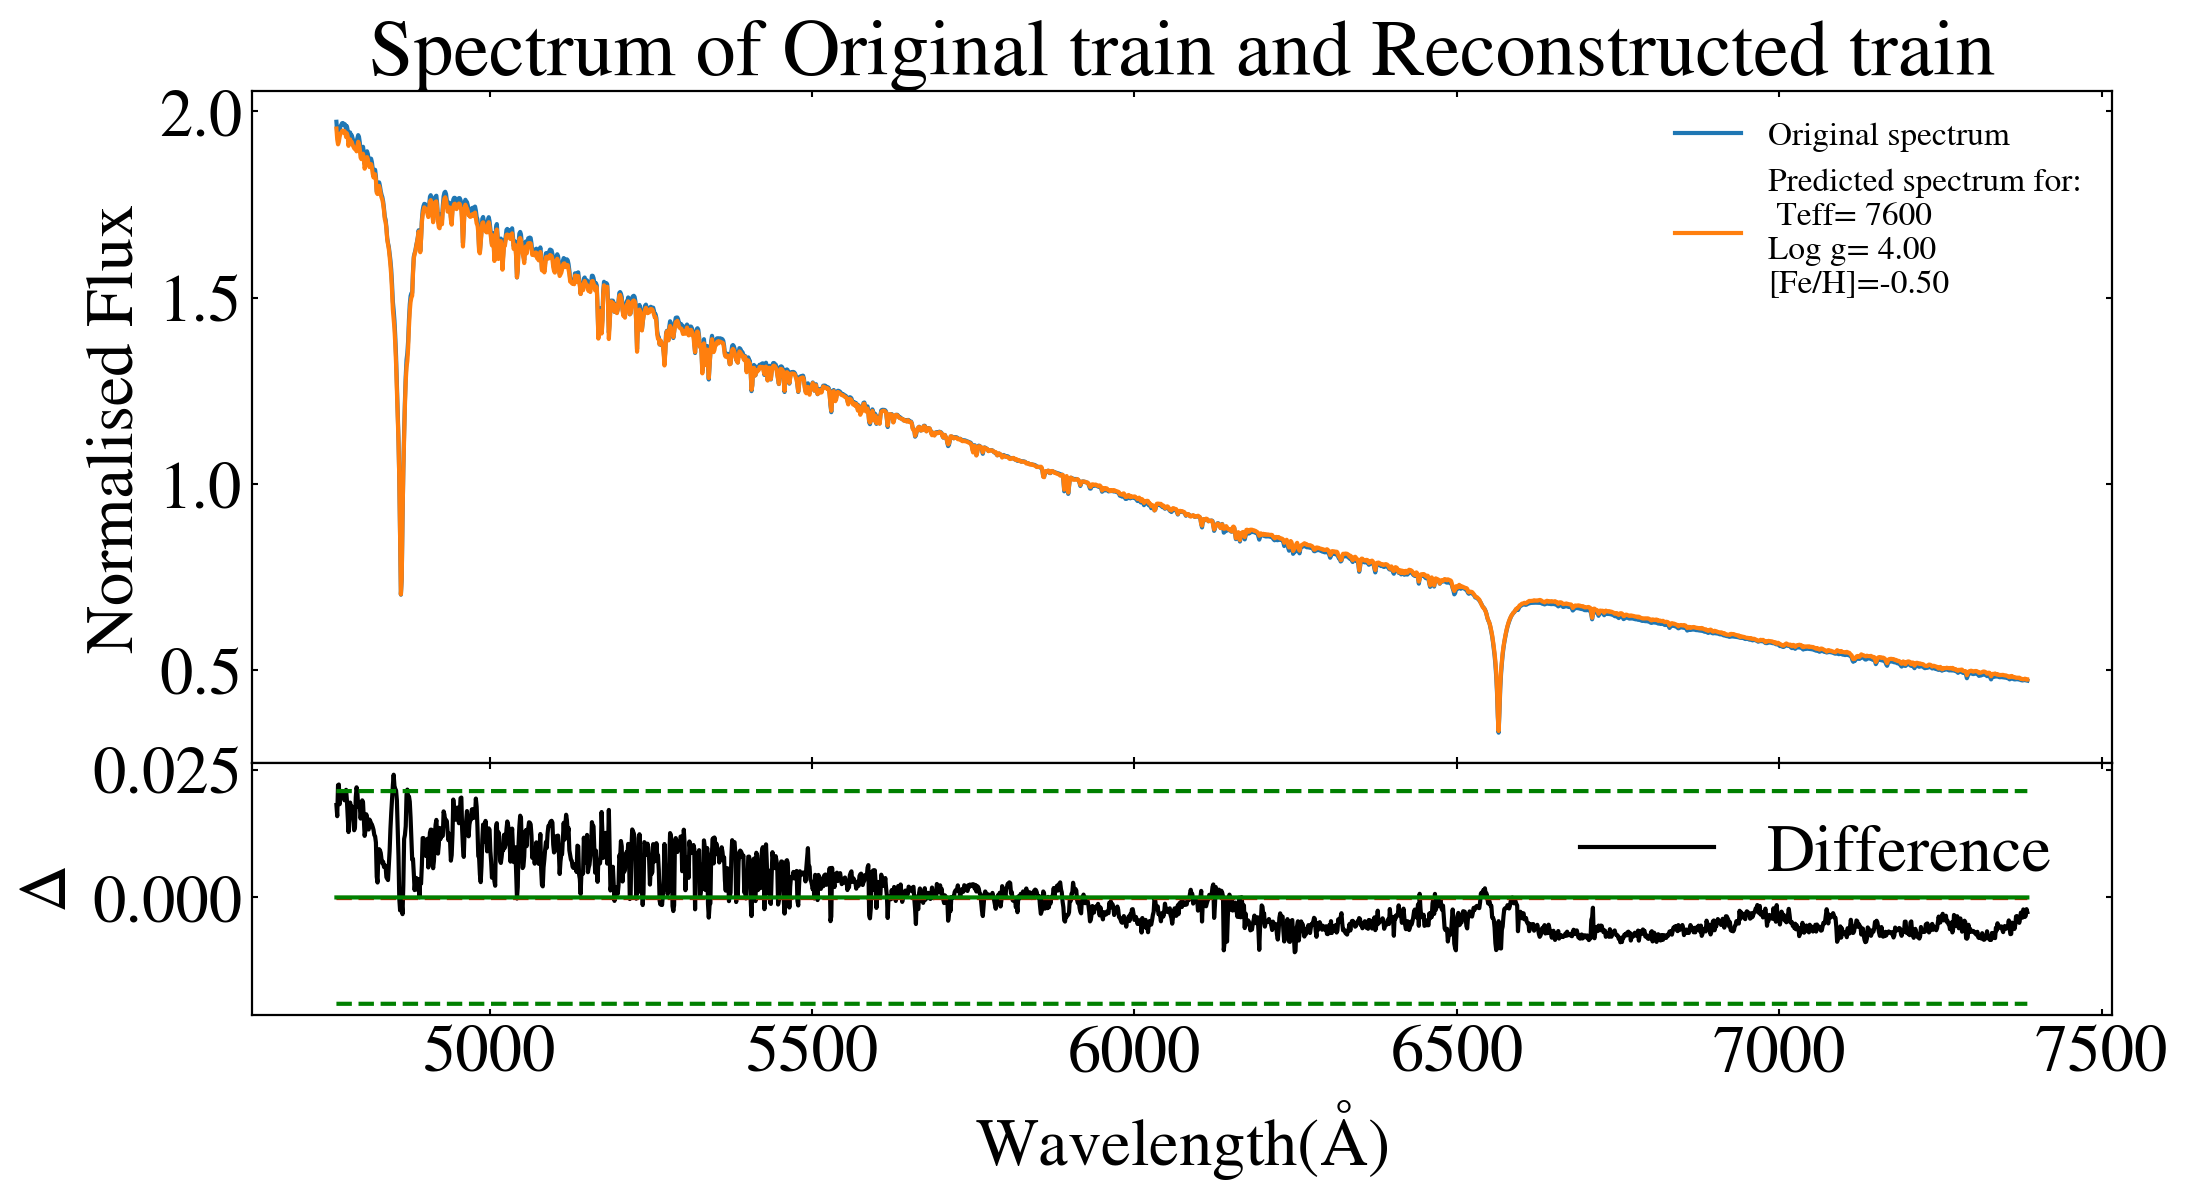 Spectrum of Original train and Reconstructed train
2.0
1.5
1.0
0.5
Normalised Flux
Original spectrum
Predicted spectrum for:
Teff= 7600
Log g= 4.00
[Fe/H]=-0.50
0.025
0.000
Δ
Difference
5000 5500 6000 6500 7000 7500
Wavelength(Å)